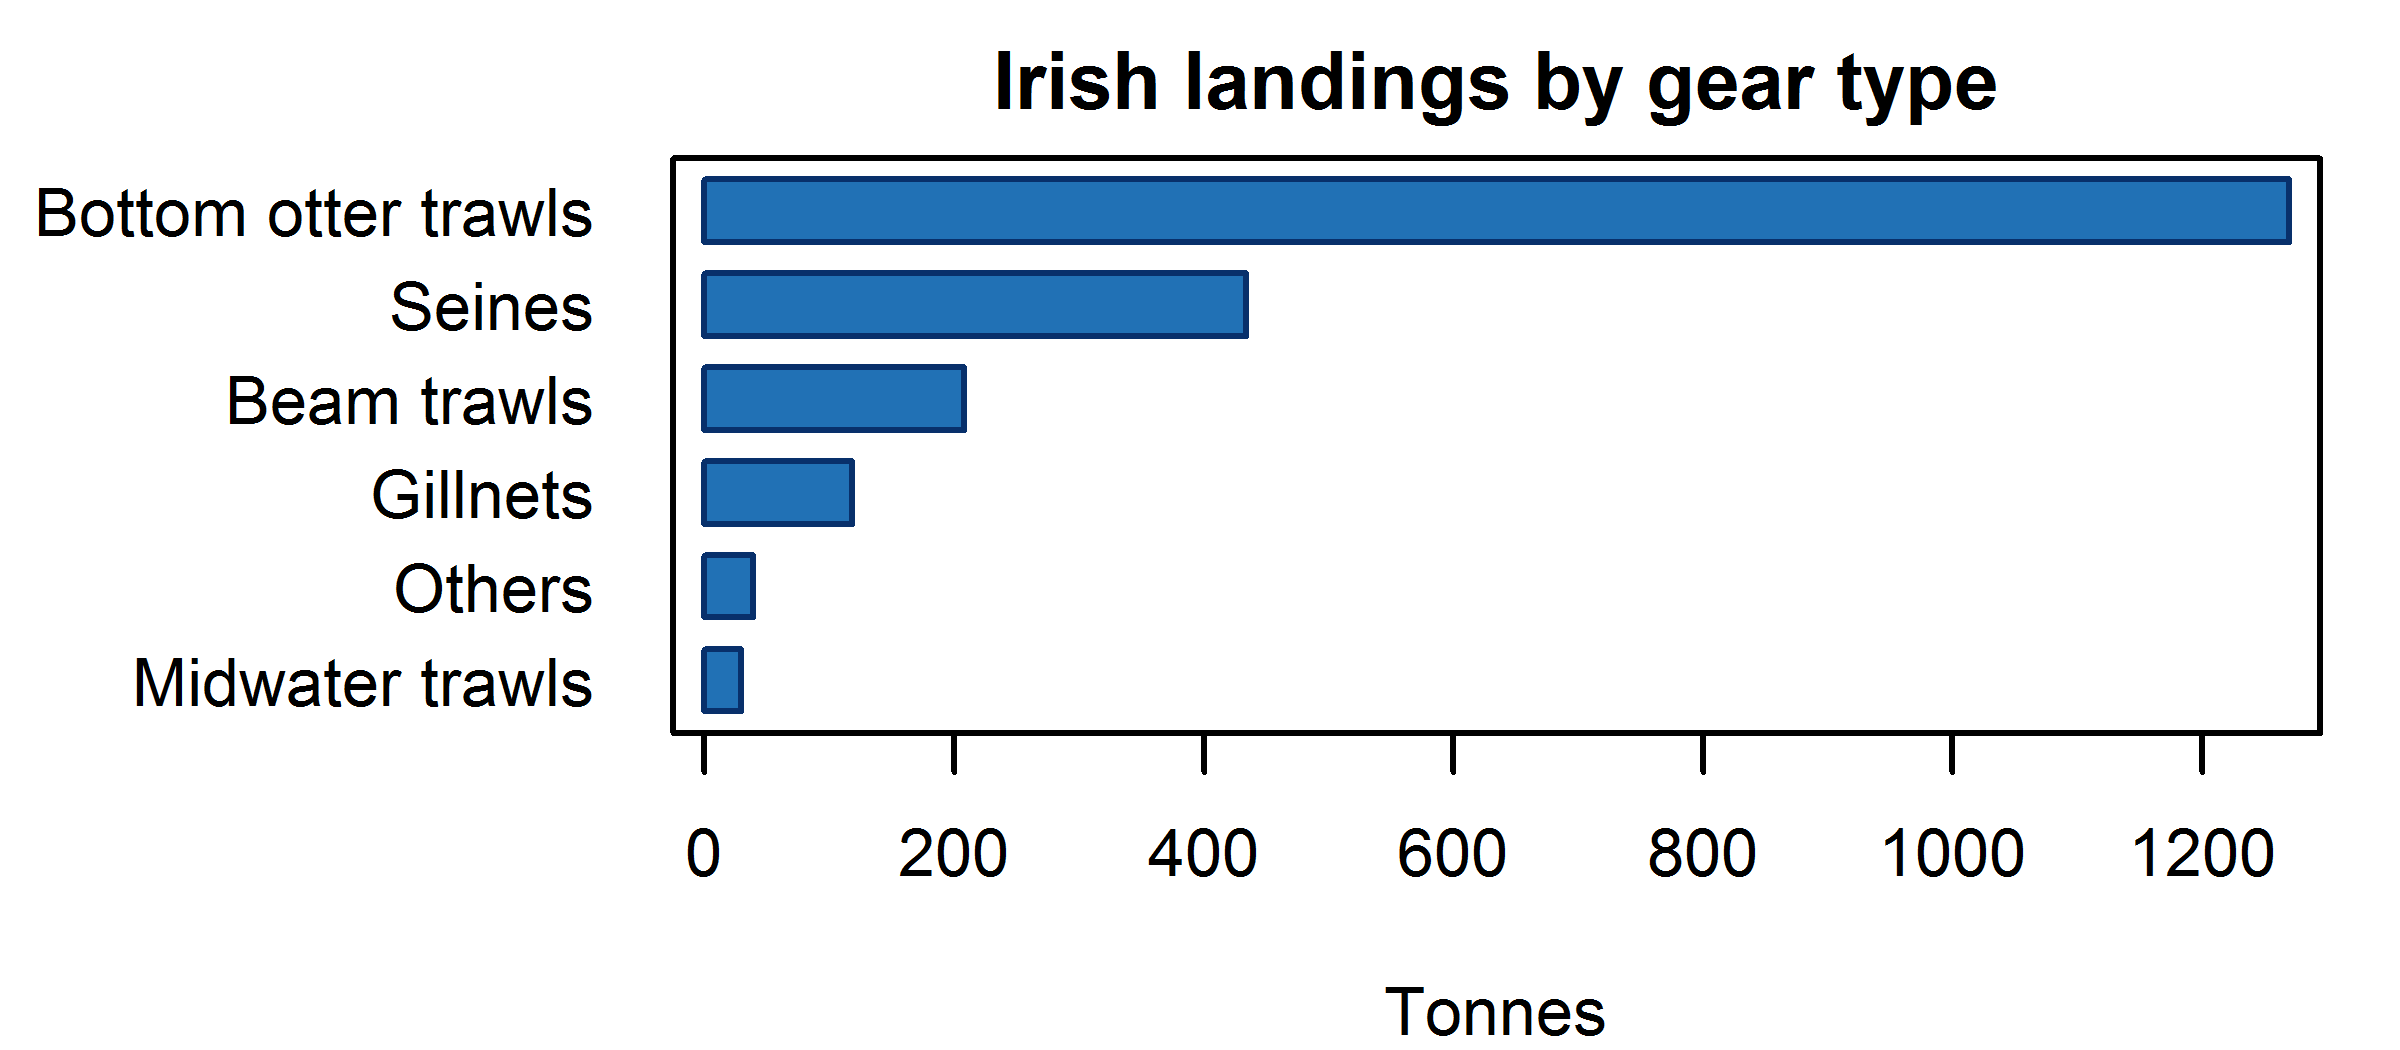 Irish landings by gear type
Bottom otter trawls
Seines
Beam trawls
Gillnets
Others
Midwater trawls
0 200 400 600 800 1000 1200
Tonnes